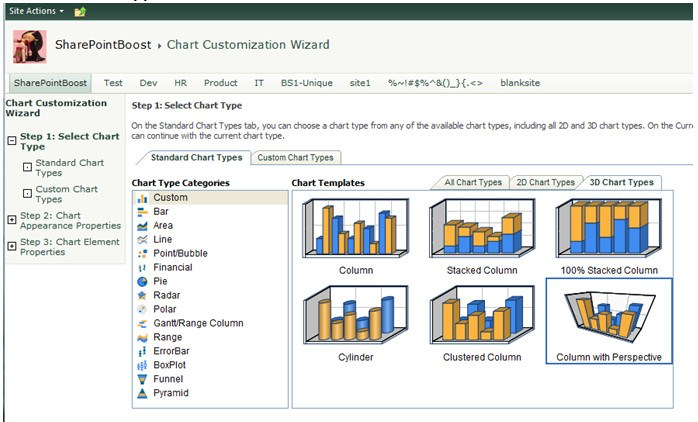 Site Actions
SharePointBoost ▸ Chart Customization Wizard
SharePointBoost Test Dev HR Product IT BS1-Unique site1 %~!#$%^&()_}{.<> blanksite
Chart Customization
Wizard
Step 1: Select Chart
Type
Standard Chart
Types
Custom Chart
Types
Step 2: Chart
Appearance Properties
Step 3: Chart Element
Properties
Step 1: Select Chart Type
On the Standard Chart Types tab, you can choose a chart type from any of the available chart types, including all 2D and 3D chart types. On the Curre
can continue with the current chart type.
Standard Chart Types Custom Chart Types
Chart Type Categories
Custom
Bar
Area
Line
Point/Bubble
Financial
Pie
Radar
Polar
Gantt/Range Column
Range
ErrorBar
BoxPlot
Funnel
Pyramid
Chart Templates All Chart Types 2D Chart Types 3D Chart Types
Column Stacked Column 100% Stacked Column
Cylinder Clustered Column Column with Perspective